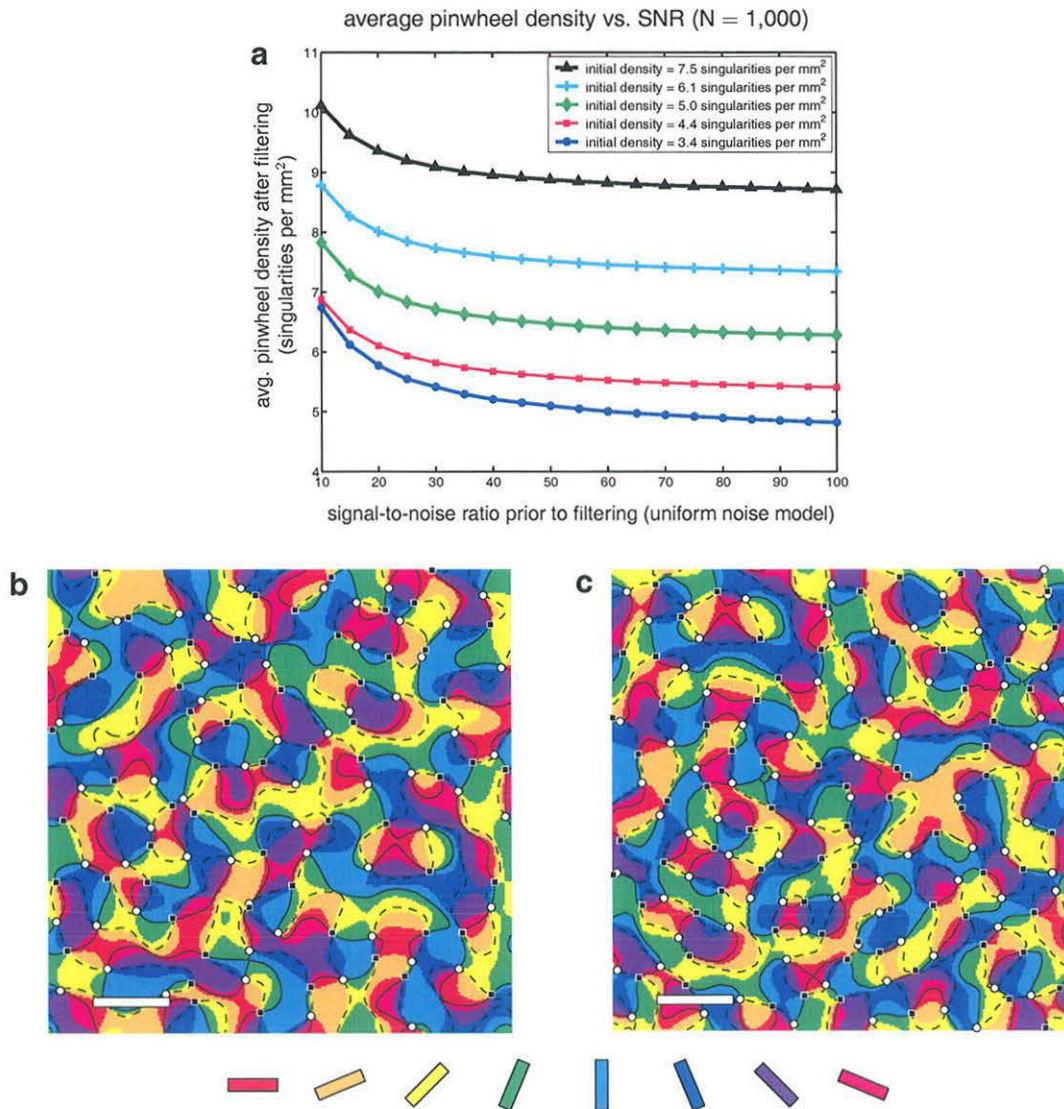 average pinwheel density vs. SNR (N = 1,000)
a
11
10
9
8
7
6
5
4
avg. pinwheel density after filtering
(singularities per mm²)
initial density = 7.5 singularities per mm²
initial density = 6.1 singularities per mm²
initial density = 5.0 singularities per mm²
initial density = 4.4 singularities per mm²
initial density = 3.4 singularities per mm²
10 20 30 40 50 60 70 80 90 100
signal-to-noise ratio prior to filtering (uniform noise model)
b
c